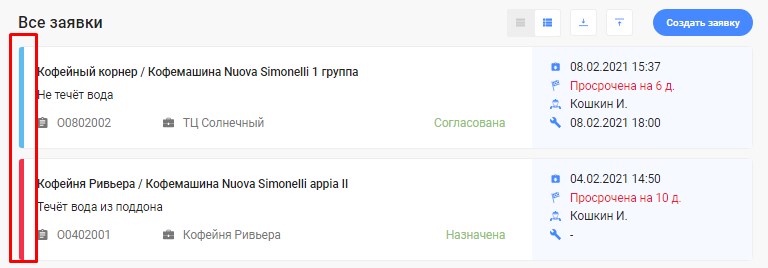 Все заявки
Создать заявку
Кофейный корнер / Кофемашина Nuova Simonelli 1 группа
Не течёт вода
O0802002 ТЦ Солнечный Согласована
08.02.2021 15:37
Просрочена на 6 д.
Кошкин И.
08.02.2021 18:00
Кофейня Ривьера / Кофемашина Nuova Simonelli appia II
Течёт вода из поддона
O0402001 Кофейня Ривьера Назначена
04.02.2021 14:50
Просрочена на 10 д.
Кошкин И.
-